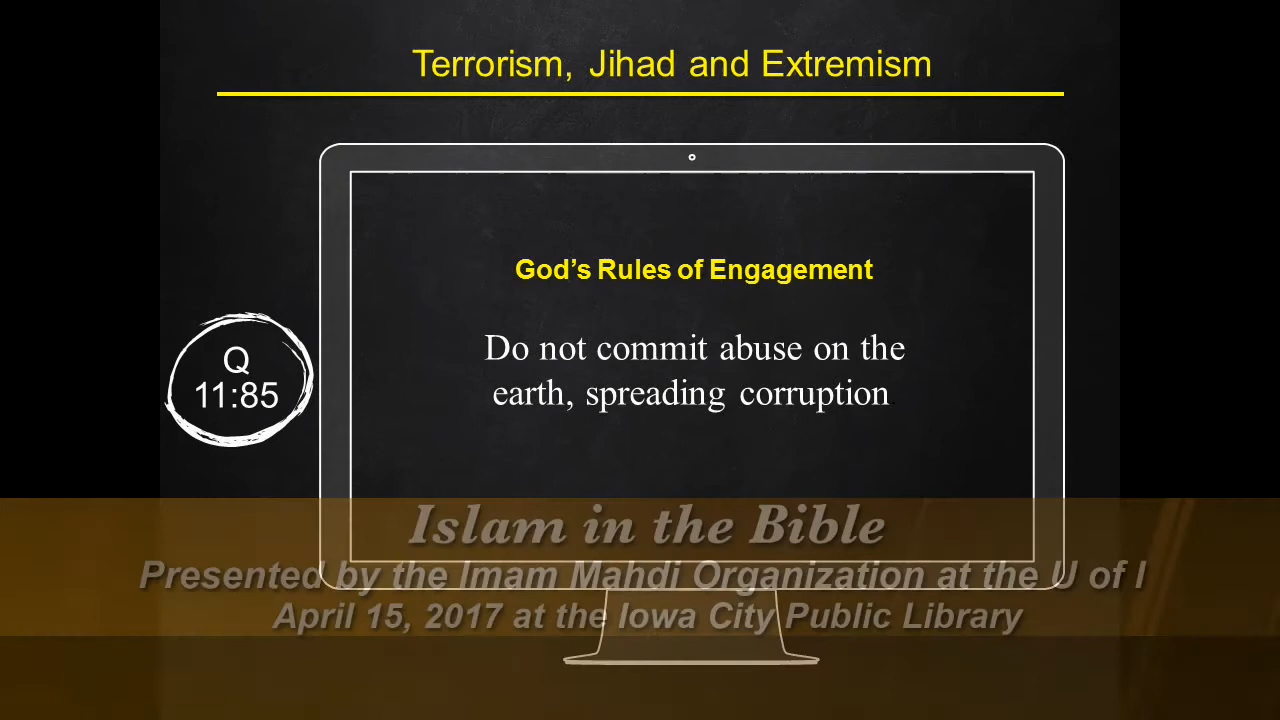 Terrorism, Jihad and Extremism
God’s Rules of Engagement
Do not commit abuse on the
earth, spreading corruption
Q
11:85
Islam in the Bible
Presented by the Imam Mahdi Organization at the U of I
April 15, 2017 at the Iowa City Public Library